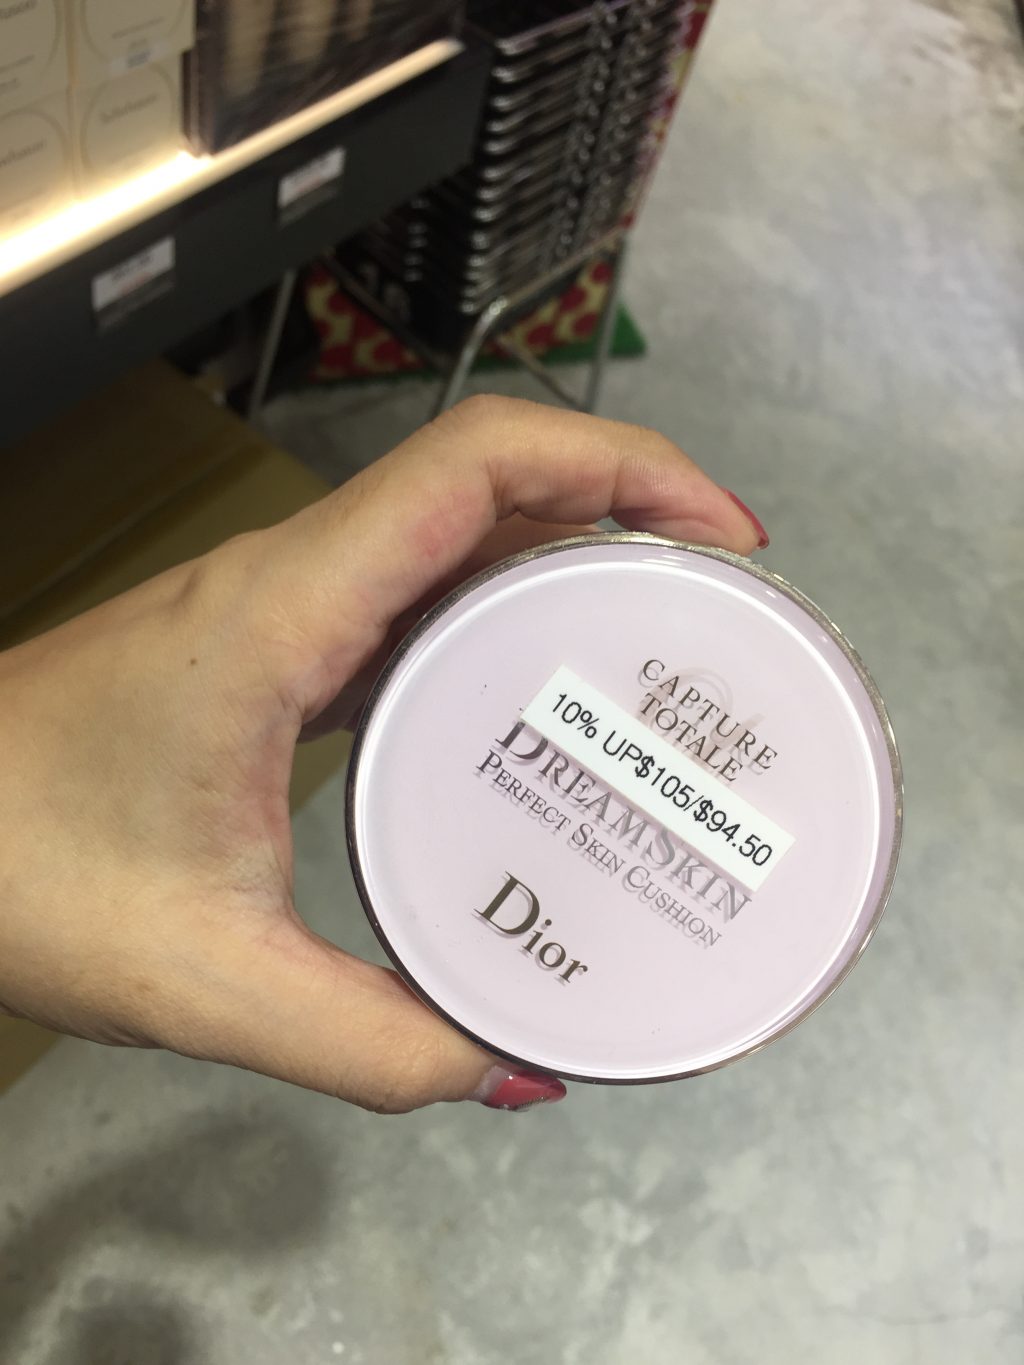 CAPTURE
TOTALE
10% UP$105/$94.50
DREAMSKIN
PERFECT SKIN CUSHION
Dior